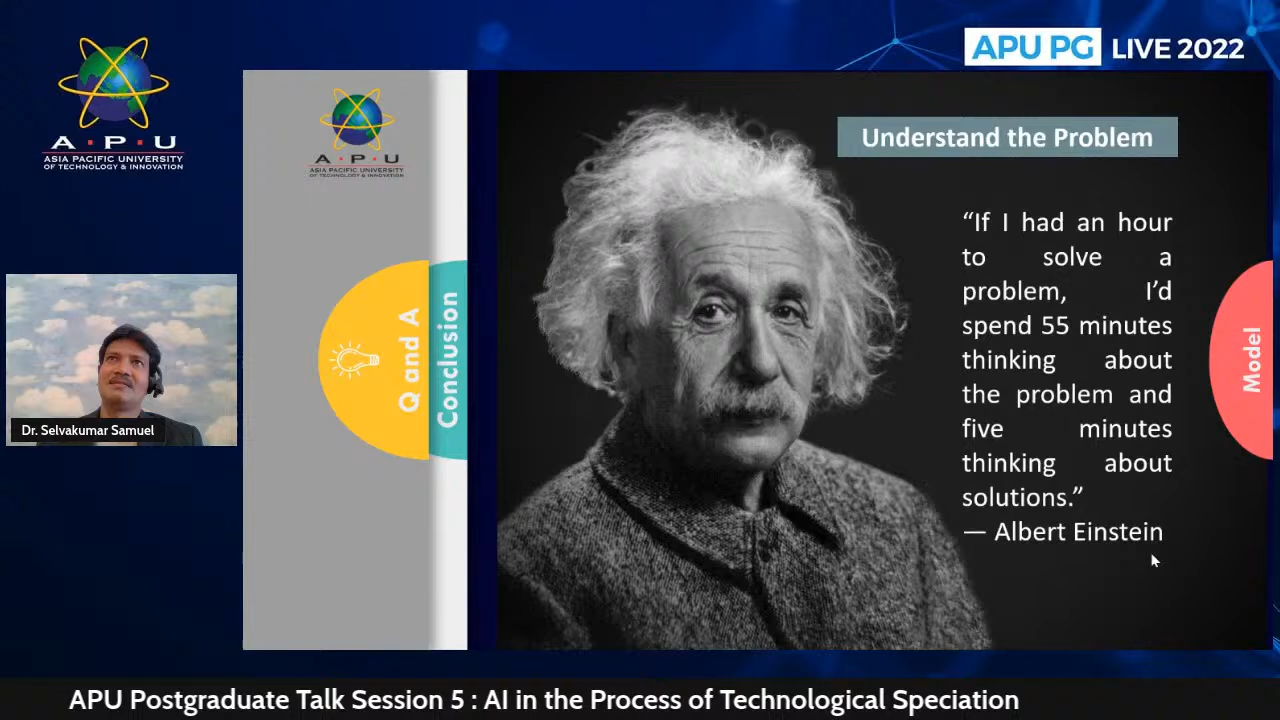 APU PG LIVE 2022
A·P·U
ASIA PACIFIC UNIVERSITY
OF TECHNOLOGY & INNOVATION
A·P·U
ASIA PACIFIC UNIVERSITY
OF TECHNOLOGY & INNOVATION
Understand the Problem
“If I had an hour
to solve a
problem, I’d
spend 55 minutes
thinking about
the problem and
five minutes
thinking about
solutions.”
— Albert Einstein
Q and A
Conclusion
Model
Dr. Selvakumar Samuel
APU Postgraduate Talk Session 5 : AI in the Process of Technological Speciation